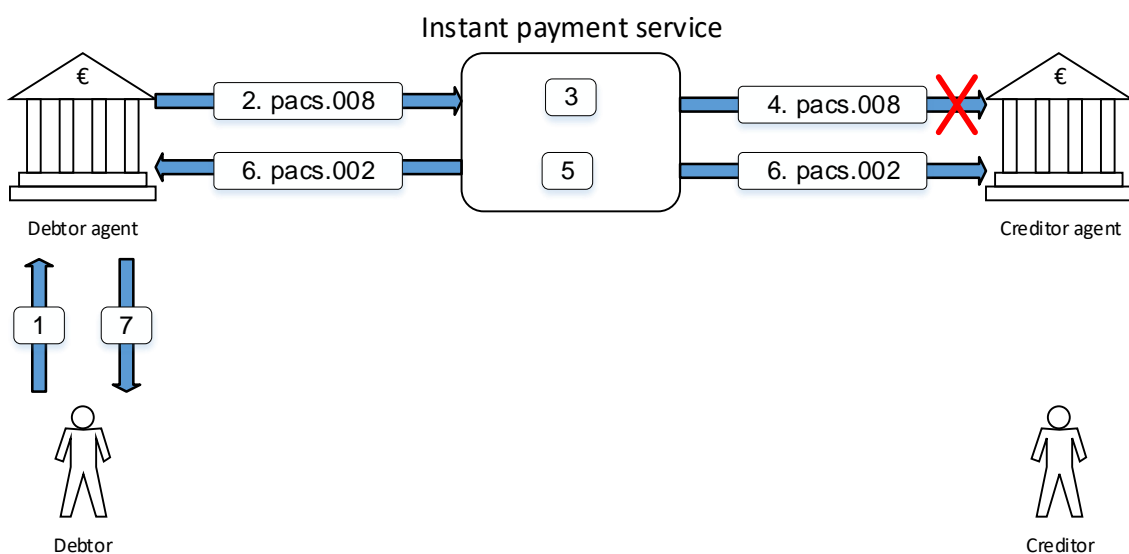 Instant payment service
€
2. pacs.008
3
4. pacs.008
€
6. pacs.002
5
6. pacs.002
Debtor agent
Creditor agent
1
7
Debtor
Creditor